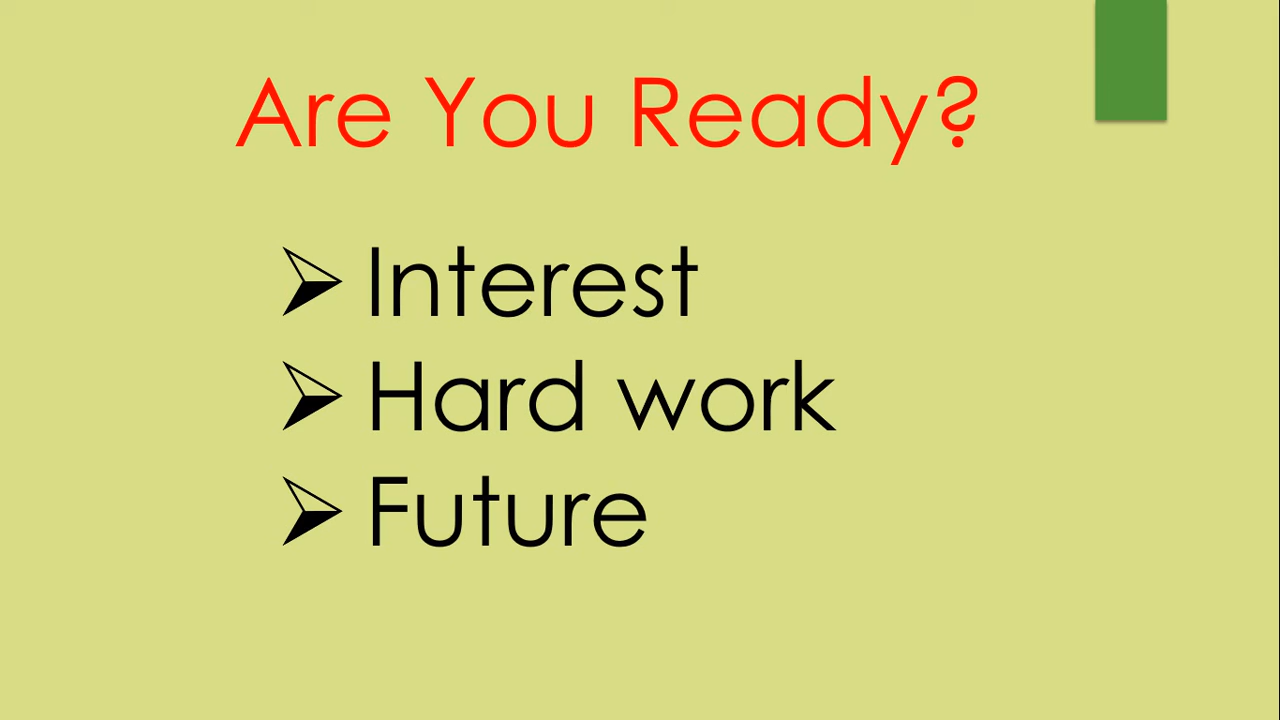 Are You Ready?
➢ Interest
➢ Hard work
➢ Future